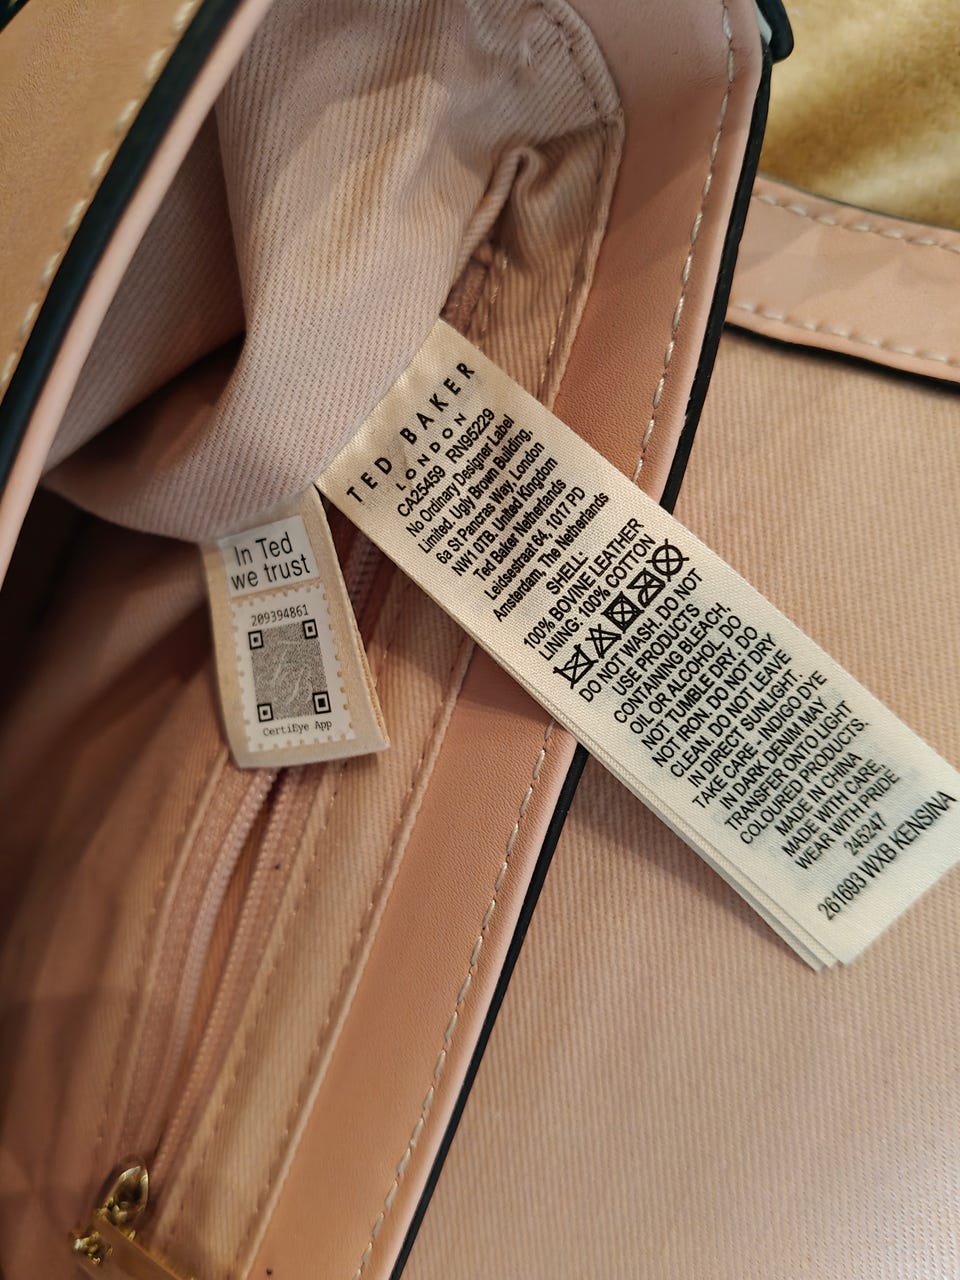 TED BAKER
LONDON
CA25459 RN95229
No Ordinary Designer Label
Limited. Ugly Brown Building,
6a St Pancras Way, London
NW1 0TB. United Kingdom
Ted Baker Netherlands
Leidsestraat 64, 1017 PD
Amsterdam, The Netherlands
SHELL:
100% BOVINE LEATHER
LINING: 100% COTTON
DO NOT WASH. DO NOT
USE PRODUCTS
CONTAINING BLEACH,
OIL OR ALCOHOL. DO
NOT TUMBLE DRY. DO
NOT IRON. DO NOT DRY
CLEAN. DO NOT LEAVE
IN DIRECT SUNLIGHT.
TAKE CARE- INDIGO DYE
IN DARK DENIM MAY
TRANSFER ONTO LIGHT
COLOURED PRODUCTS.
MADE IN CHINA
MADE WITH CARE,
WEAR WITH PRIDE.
245247
261693 WXB KENSINA
In Ted
we trust
209394861
CertiEye App